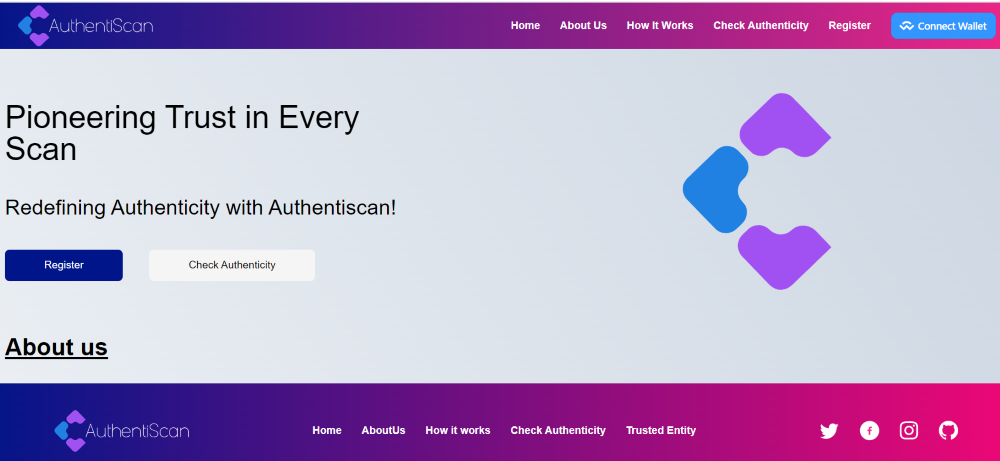 AuthentiScan
Home About Us How It Works Check Authenticity Register Connect Wallet
Pioneering Trust in Every
Scan
Redefining Authenticity with Authentiscan!
Register Check Authenticity
About us
AuthentiScan
Home AboutUs How it works Check Authenticity Trusted Entity